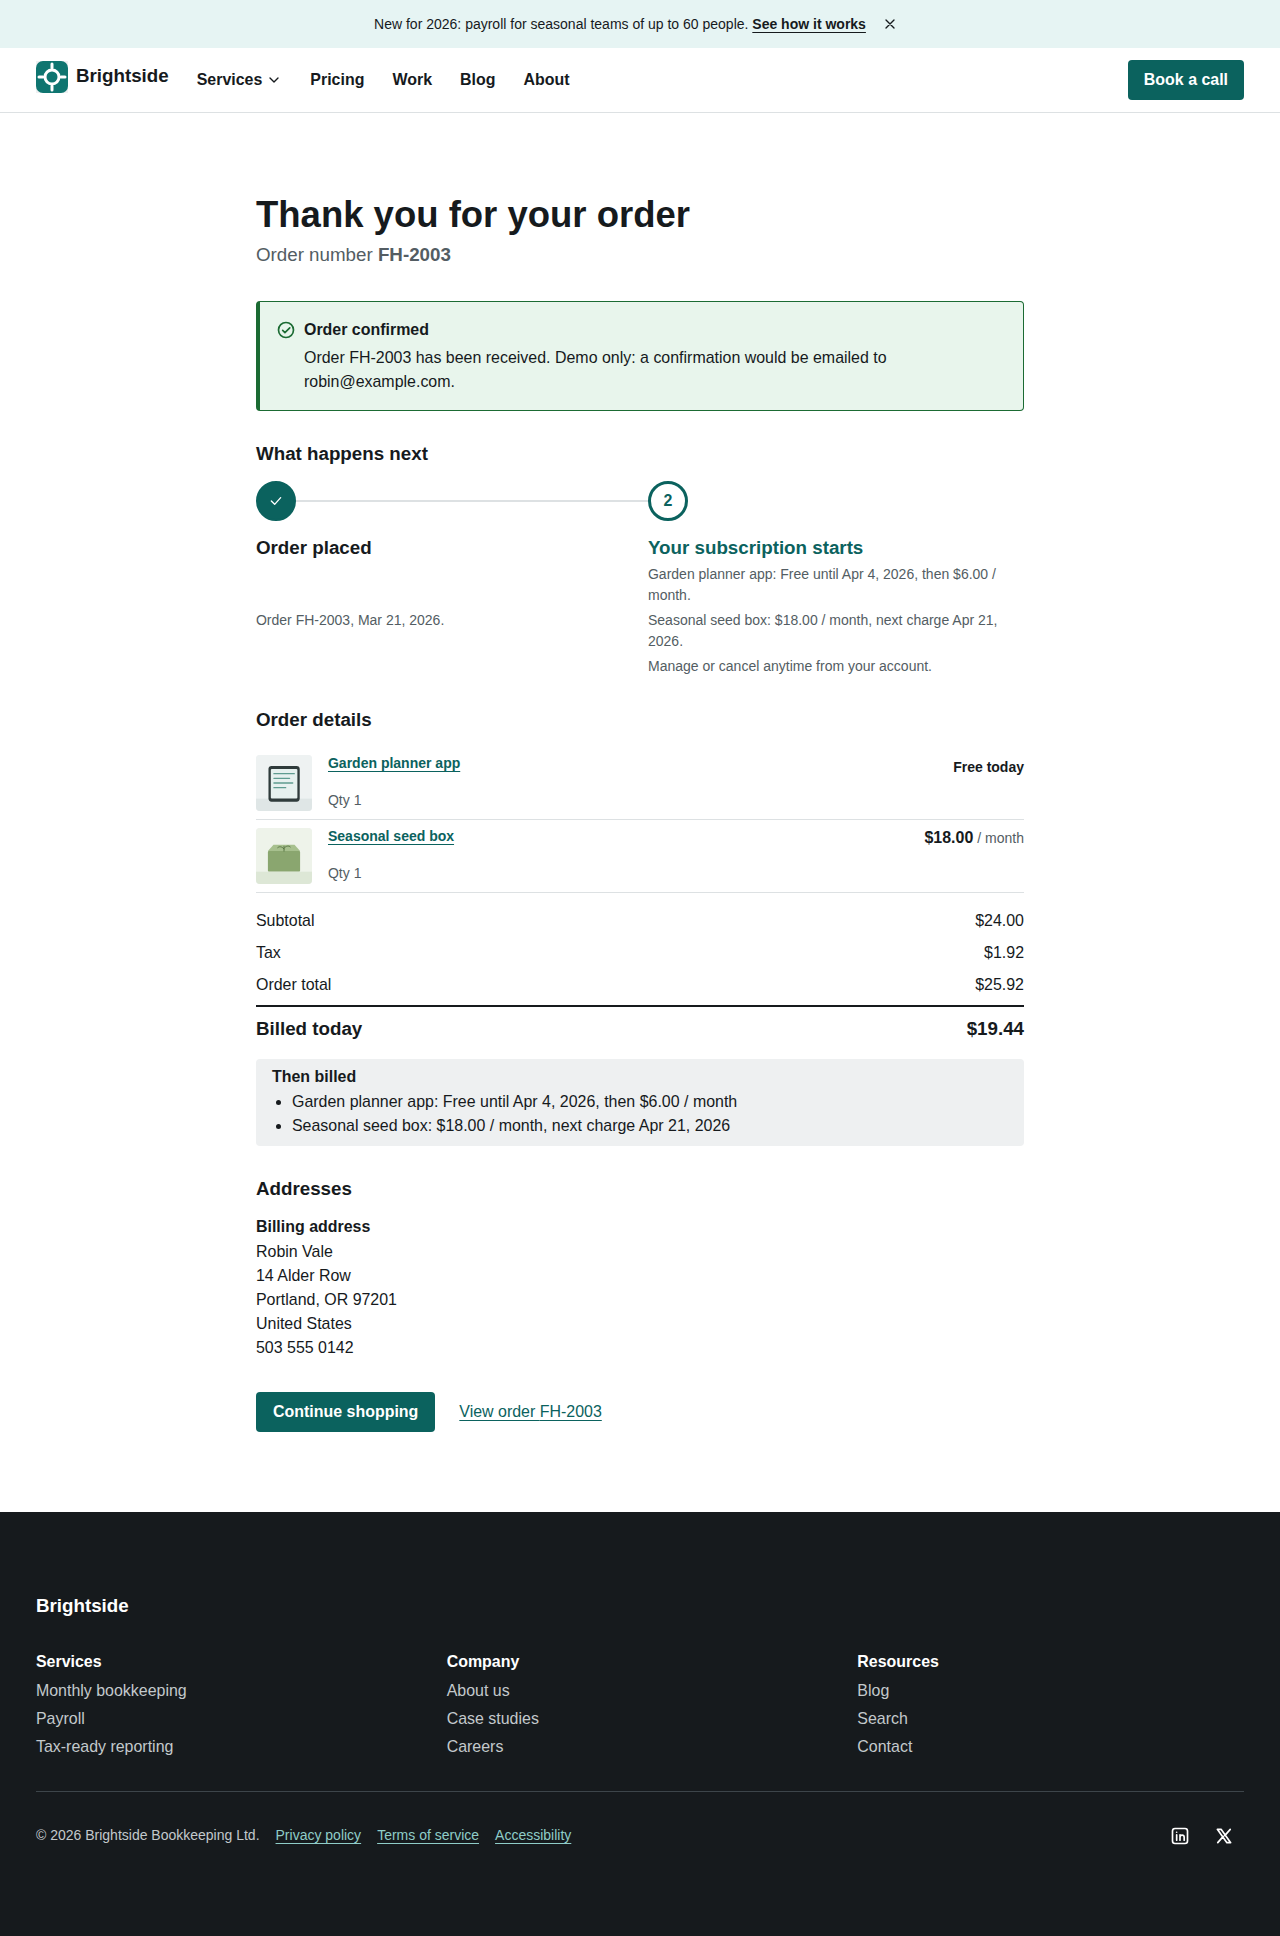 New for 2026: payroll for seasonal teams of up to 60 people. See how it works
Brightside
Services
Pricing
Work
Blog
About
Book a call
Thank you for your order
Order number FH-2003
Order confirmed
Order FH-2003 has been received. Demo only: a confirmation would be emailed to
robin@example.com.
What happens next
2
Order placed
Order FH-2003, Mar 21, 2026.
Your subscription starts
Garden planner app: Free until Apr 4, 2026, then $6.00 /
month.
Seasonal seed box: $18.00 / month, next charge Apr 21,
2026.
Manage or cancel anytime from your account.
Order details
Garden planner app
Free today
Qty 1
Seasonal seed box
$18.00 / month
Qty 1
Subtotal $24.00
Tax $1.92
Order total $25.92
Billed today $19.44
Then billed
Garden planner app: Free until Apr 4, 2026, then $6.00 / month
Seasonal seed box: $18.00 / month, next charge Apr 21, 2026
Addresses
Billing address
Robin Vale
14 Alder Row
Portland, OR 97201
United States
503 555 0142
Continue shopping
View order FH-2003
Brightside
Services
Monthly bookkeeping
Payroll
Tax-ready reporting
Company
About us
Case studies
Careers
Resources
Blog
Search
Contact
© 2026 Brightside Bookkeeping Ltd.
Privacy policy
Terms of service
Accessibility